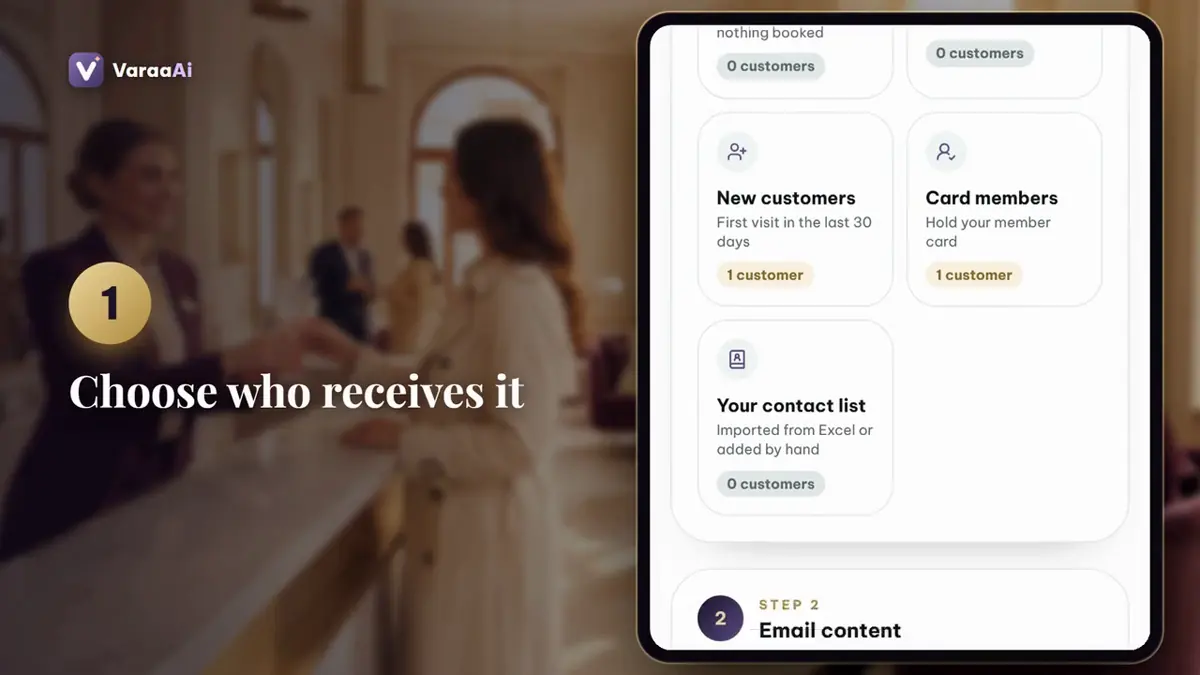 VaraaAi
1
Choose who receives it
nothing booked
0 customers
0 customers
New customers
First visit in the last 30
days
1 customer
Card members
Hold your member
card
1 customer
Your contact list
Imported from Excel or
added by hand
0 customers
2
STEP 2
Email content